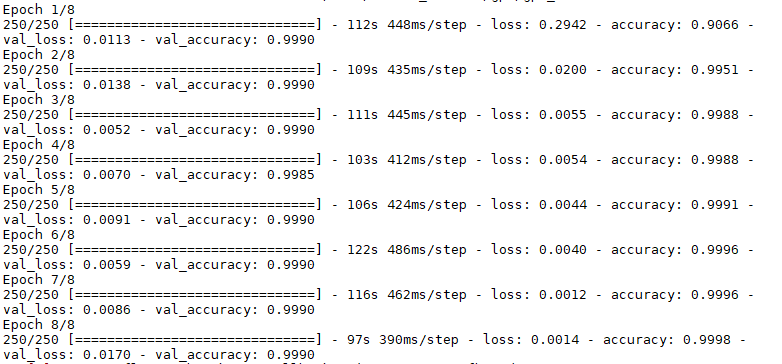 Epoch 1/8
250/250 [==============================] - 112s 448ms/step - loss: 0.2942 - accuracy: 0.9066 -
val_loss: 0.0113 - val_accuracy: 0.9990
Epoch 2/8
250/250 [==============================] - 109s 435ms/step - loss: 0.0200 - accuracy: 0.9951 -
val_loss: 0.0138 - val_accuracy: 0.9990
Epoch 3/8
250/250 [==============================] - 111s 445ms/step - loss: 0.0055 - accuracy: 0.9988 -
val_loss: 0.0052 - val_accuracy: 0.9990
Epoch 4/8
250/250 [==============================] - 103s 412ms/step - loss: 0.0054 - accuracy: 0.9988 -
val_loss: 0.0070 - val_accuracy: 0.9985
Epoch 5/8
250/250 [==============================] - 106s 424ms/step - loss: 0.0044 - accuracy: 0.9991 -
val_loss: 0.0091 - val_accuracy: 0.9990
Epoch 6/8
250/250 [==============================] - 122s 486ms/step - loss: 0.0040 - accuracy: 0.9996 -
val_loss: 0.0059 - val_accuracy: 0.9990
Epoch 7/8
250/250 [==============================] - 116s 462ms/step - loss: 0.0012 - accuracy: 0.9996 -
val_loss: 0.0086 - val_accuracy: 0.9990
Epoch 8/8
250/250 [==============================] - 97s 390ms/step - loss: 0.0014 - accuracy: 0.9998 -
val_loss: 0.0170 - val_accuracy: 0.9990